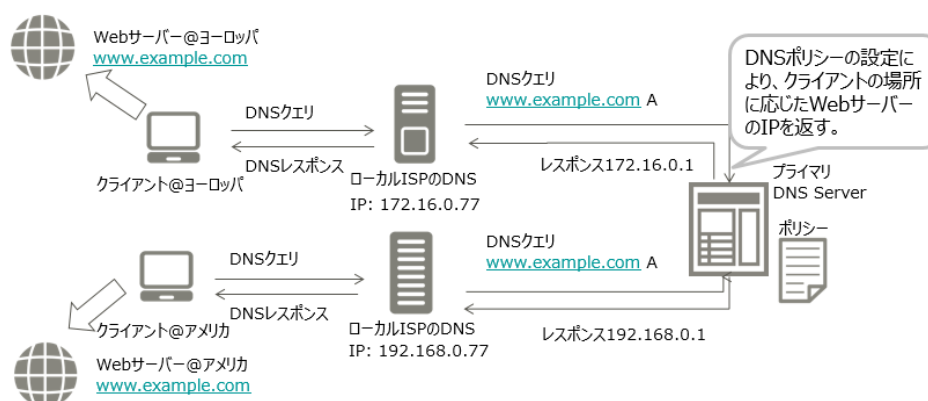 Webサーバー@ヨーロッパ
www.example.com
DNSクエリ
DNSレスポンス
クライアント@ヨーロッパ
ローカルISPのDNS
IP: 172.16.0.77
DNSクエリ
www.example.com A
レスポンス172.16.0.1
DNSポリシーの設定に
より、クライアントの場所
に応じたWebサーバー
のIPを返す。
プライマリ
DNS Server
ポリシー
DNSクエリ
DNSレスポンス
クライアント@アメリカ
ローカルISPのDNS
IP: 192.168.0.77
DNSクエリ
www.example.com A
レスポンス192.168.0.1
Webサーバー@アメリカ
www.example.com